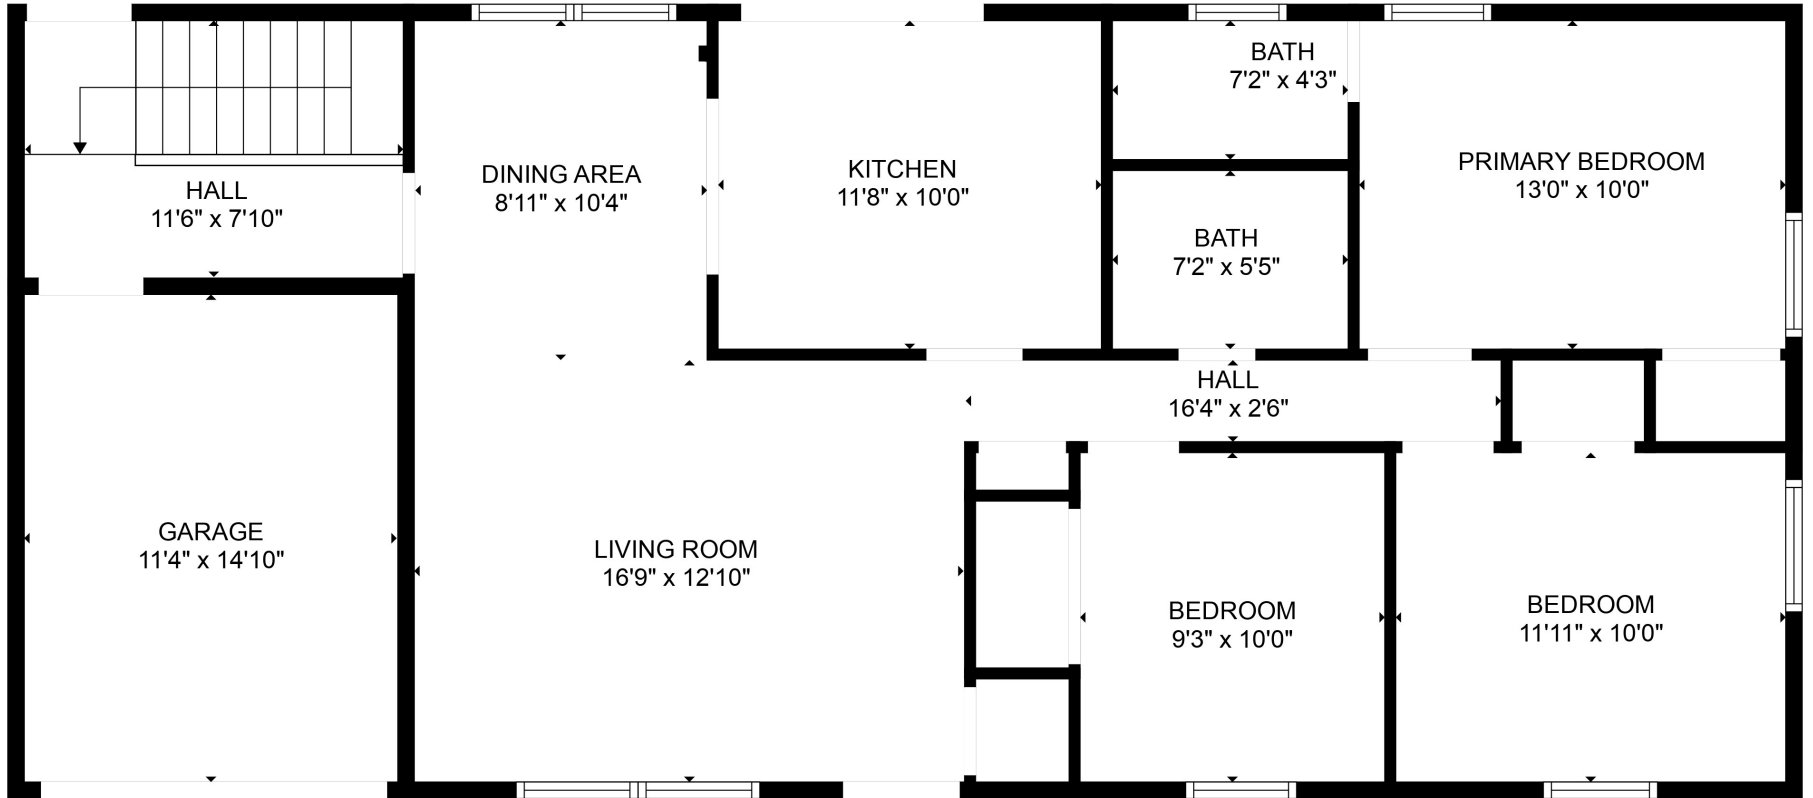 BATH
7'2" x 4'3"
DINING AREA
8'11" x 10'4"
KITCHEN
11'8" x 10'0"
PRIMARY BEDROOM
13'0" x 10'0"
HALL
11'6" x 7'10"
BATH
7'2" x 5'5"
HALL
16'4" x 2'6"
GARAGE
11'4" x 14'10"
LIVING ROOM
16'9" x 12'10"
BEDROOM
9'3" x 10'0"
BEDROOM
11'11" x 10'0"